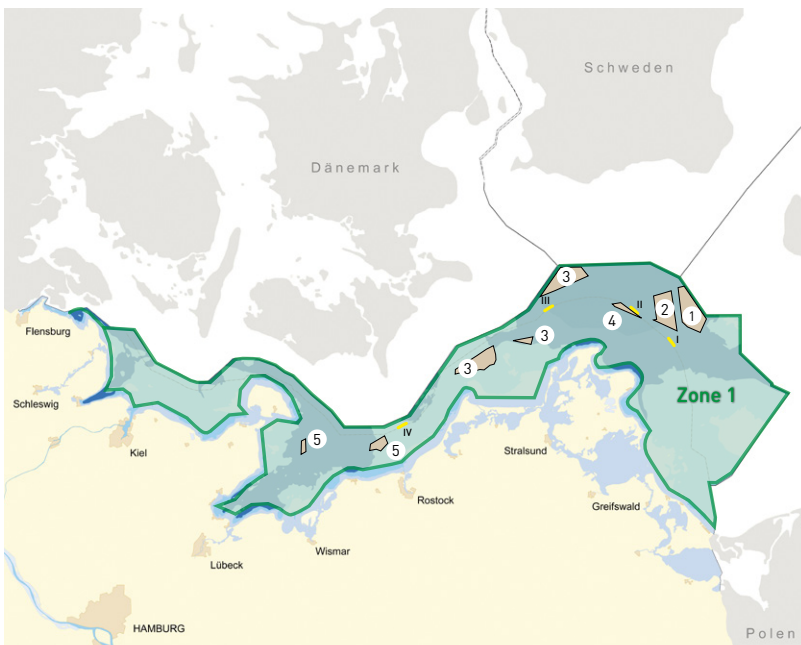 Schweden
Dänemark
3
III
II
4
2
1
I
3
3
Zone 1
Flensburg
Schleswig
Kiel
5
IV
5
Stralsund
Rostock
Greifswald
Wismar
Lübeck
HAMBURG
Polen